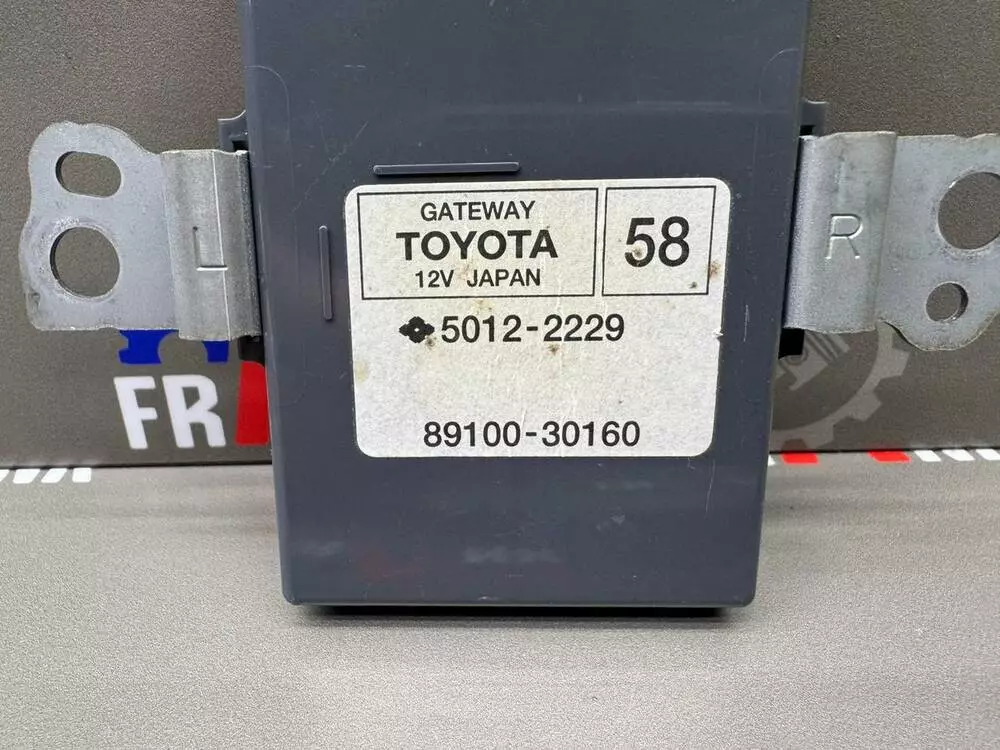 GATEWAY
TOYOTA
12V JAPAN
58
5012-2229
89100-30160
L
R
FR